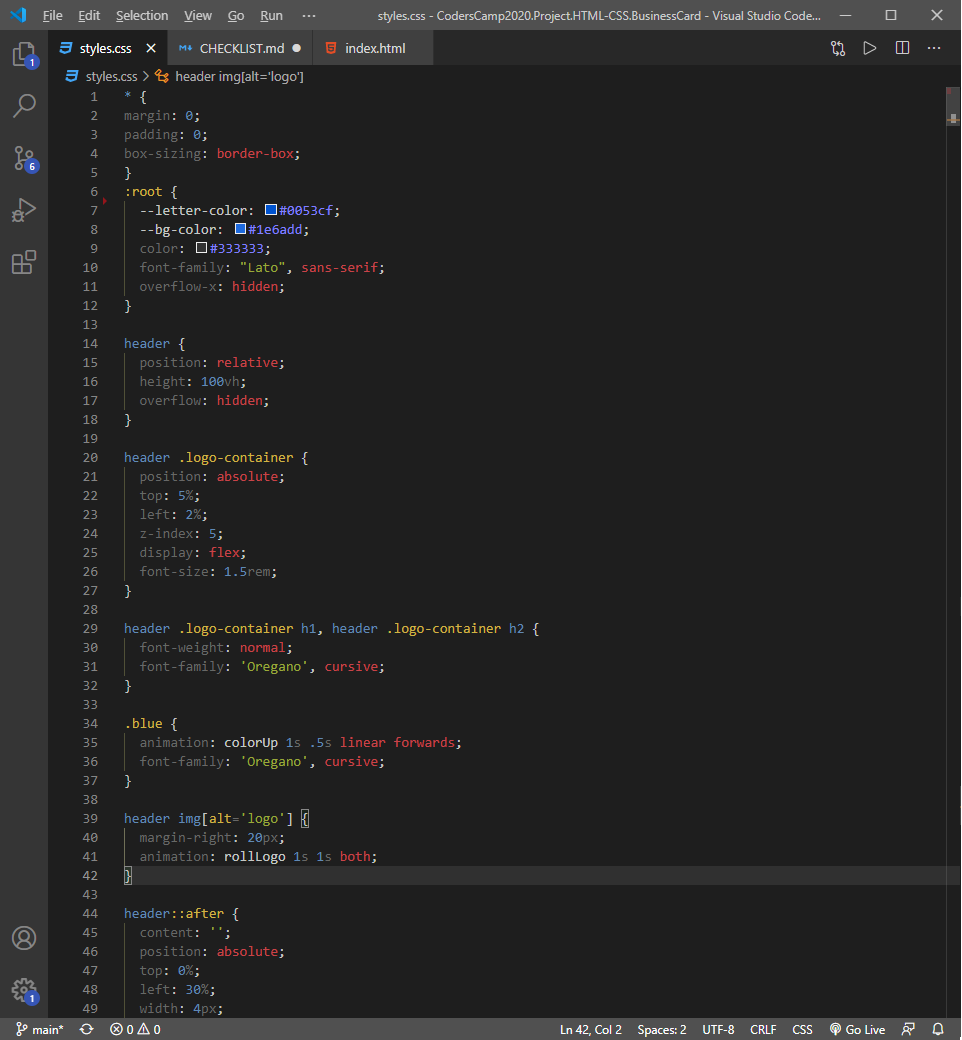 File Edit Selection View Go Run ··· styles.css - CodersCamp2020.Project.HTML-CSS.BusinessCard - Visual Studio Code...
styles.css CHECKLIST.md index.html
styles.css > header img[alt='logo']
1 * {
2 margin: 0;
3 padding: 0;
4 box-sizing: border-box;
5 }
6 :root {
7 --letter-color: #0053cf;
8 --bg-color: #1e6add;
9 color: #333333;
10 font-family: "Lato", sans-serif;
11 overflow-x: hidden;
12 }
13
14 header {
15 position: relative;
16 height: 100vh;
17 overflow: hidden;
18 }
19
20 header .logo-container {
21 position: absolute;
22 top: 5%;
23 left: 2%;
24 z-index: 5;
25 display: flex;
26 font-size: 1.5rem;
27 }
28
29 header .logo-container h1, header .logo-container h2 {
30 font-weight: normal;
31 font-family: 'Oregano', cursive;
32 }
33
34 .blue {
35 animation: colorUp 1s .5s linear forwards;
36 font-family: 'Oregano', cursive;
37 }
38
39 header img[alt='logo'] {
40 margin-right: 20px;
41 animation: rollLogo 1s 1s both;
42 }
43
44 header::after {
45 content: '';
46 position: absolute;
47 top: 0%;
48 left: 30%;
49 width: 4px;
1
6
1
main* 0 0 Ln 42, Col 2 Spaces: 2 UTF-8 CRLF CSS Go Live